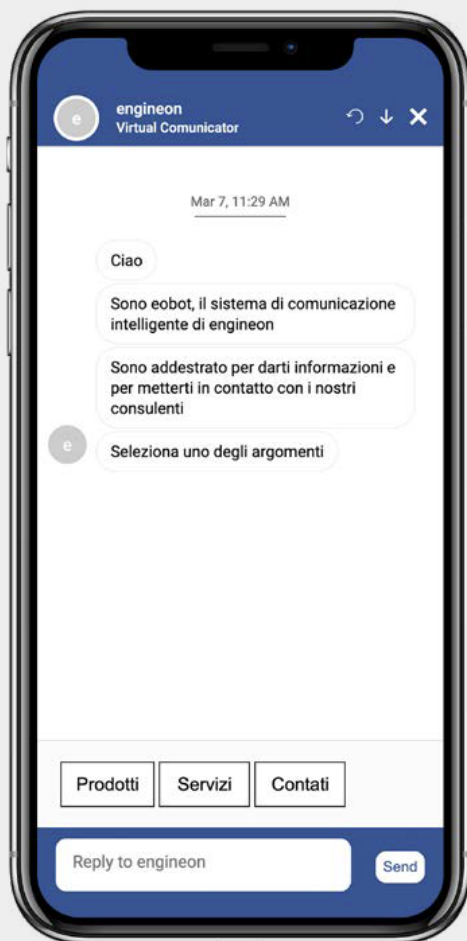 e
engineon
Virtual Comunicator
Mar 7, 11:29 AM
Ciao
Sono eobot, il sistema di comunicazione
intelligente di engineon
Sono addestrato per darti informazioni e
per metterti in contatto con i nostri
consulenti
e
Seleziona uno degli argomenti
Prodotti
Servizi
Contati
Reply to engineon
Send